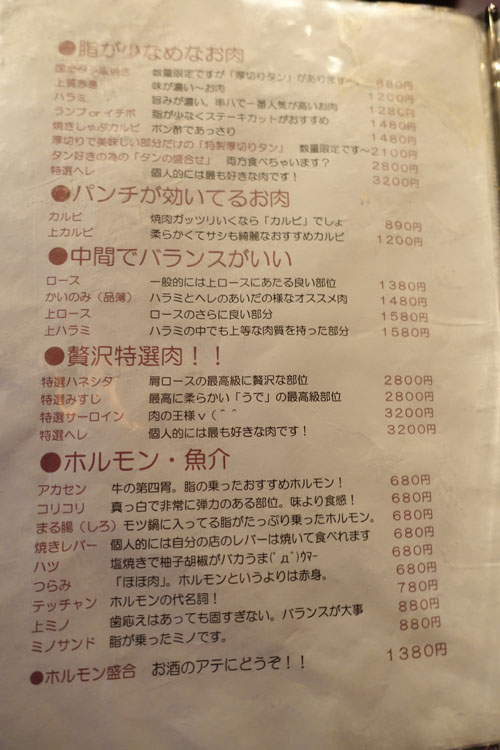 ●脂が少なめなお肉
国産タン塩焼き 数量限定ですが「厚切りタン」があります～ 880円
上質赤身 味が濃い～お肉 1200円
ハラミ 旨みが濃い。串八で一番人気が高いお肉 1280円
ランプorイチボ 脂が少なくステーキカットがおすすめ 1480円
焼きしゃぶカルビ ポン酢であっさり 1480円
厚切りで美味しい部分だけの「特製厚切りタン」 数量限定です～2100円
タン好きの為の「タンの盛合せ」 両方食べちゃいます? 2800円
特選ヘレ 個人的には最も好きな肉です! 3200円
●パンチが効いてるお肉
カルビ 焼肉ガッツリいくなら「カルビ」でしょ 890円
上カルビ 柔らかくてサシも綺麗なおすすめカルビ 1200円
●中間でバランスがいい
ロース 一般的には上ロースにあたる良い部位 1380円
かいのみ(品薄) ハラミとヘレのあいだの様なオススメ肉 1480円
上ロース ロースのさらに良い部分 1580円
上ハラミ ハラミの中でも上等な肉質を持った部分 1580円
●贅沢特選肉!!
特選ハネシタ 肩ロースの最高級に贅沢な部位 2800円
特選みすじ 最高に柔らかい「うで」の最高級部位 2800円
特選サーロイン 肉の王様v(^^ 3200円
特選ヘレ 個人的には最も好きな肉です! 3200円
●ホルモン・魚介
アカセン 牛の第四胃。脂の乗ったおすすめホルモン! 680円
コリコリ 真っ白で非常に弾力のある部位。味より食感! 680円
まる腸(しろ) モツ鍋に入ってる脂がたっぷり乗ったホルモン。 680円
焼きレバー 個人的には自分の店のレバーは焼いて食べれます 680円
ハツ 塩焼きで柚子胡椒がバカうま(ﾟдﾟ)ｳﾏｰ 680円
つらみ 「ほほ肉」。ホルモンというよりは赤身。 680円
テッチャン ホルモンの代名詞! 780円
上ミノ 歯応えはあっても固すぎない。バランスが大事 880円
ミノサンド 脂が乗ったミノです。 880円
●ホルモン盛合 お酒のアテにどうぞ!! 1380円